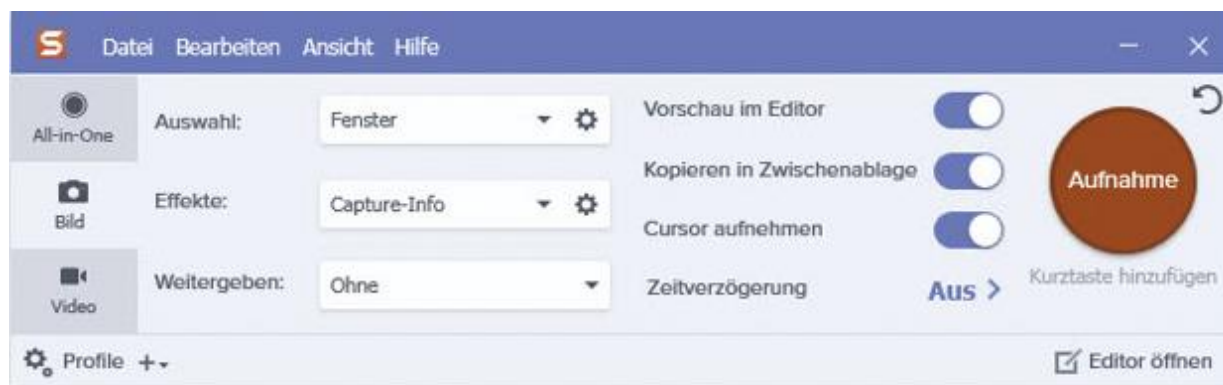 S Datei Bearbeiten Ansicht Hilfe
All-in-One
Bild
Video
Auswahl: Fenster
Effekte: Capture-Info
Weitergeben: Ohne
Vorschau im Editor
Kopieren in Zwischenablage
Cursor aufnehmen
Zeitverzögerung Aus >
Aufnahme
Kurztaste hinzufügen
Profile +
Editor öffnen